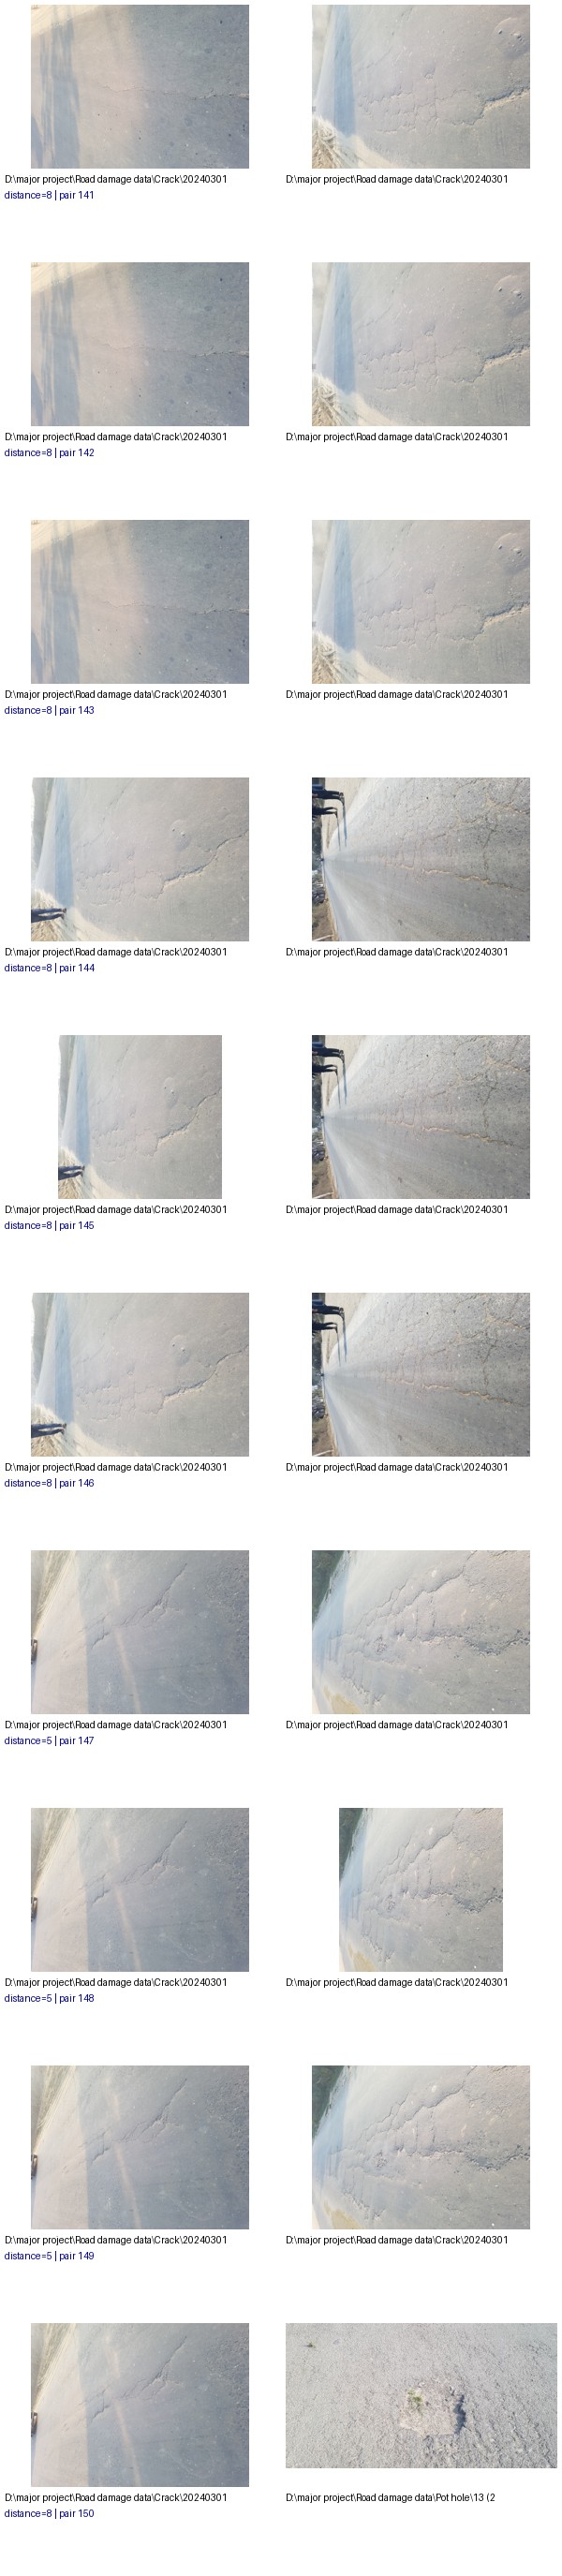 D:\major project\Road damage data\Crack\20240301 D:\major project\Road damage data\Crack\20240301
distance=8 | pair 141
D:\major project\Road damage data\Crack\20240301 D:\major project\Road damage data\Crack\20240301
distance=8 | pair 142
D:\major project\Road damage data\Crack\20240301 D:\major project\Road damage data\Crack\20240301
distance=8 | pair 143
D:\major project\Road damage data\Crack\20240301 D:\major project\Road damage data\Crack\20240301
distance=8 | pair 144
D:\major project\Road damage data\Crack\20240301 D:\major project\Road damage data\Crack\20240301
distance=8 | pair 145
D:\major project\Road damage data\Crack\20240301 D:\major project\Road damage data\Crack\20240301
distance=8 | pair 146
D:\major project\Road damage data\Crack\20240301 D:\major project\Road damage data\Crack\20240301
distance=5 | pair 147
D:\major project\Road damage data\Crack\20240301 D:\major project\Road damage data\Crack\20240301
distance=5 | pair 148
D:\major project\Road damage data\Crack\20240301 D:\major project\Road damage data\Crack\20240301
distance=5 | pair 149
D:\major project\Road damage data\Crack\20240301 D:\major project\Road damage data\Pot hole\13 (2
distance=8 | pair 150